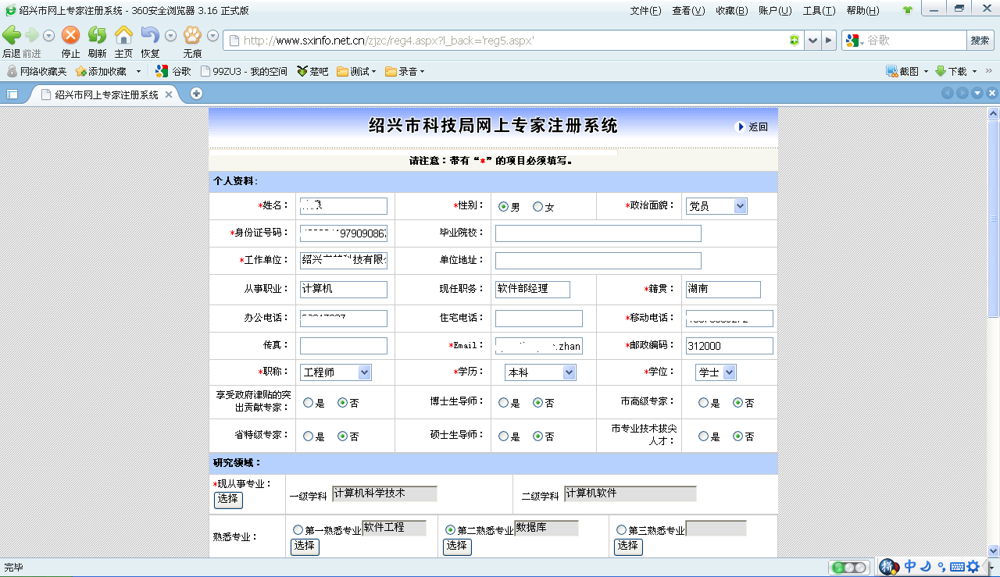 绍兴市网上专家注册系统 - 360安全浏览器 3.16 正式版
文件(F) 查看(V) 收藏(B) 账户(U) 工具(T) 帮助(H)
http://www.sxinfo.net.cn/zjzc/reg4.aspx?l_back='reg5.aspx' 谷歌 搜索
后退 前进 停止 刷新 主页 恢复 无痕
网络收藏夹 添加收藏 谷歌 99ZU3 - 我的空间 楚吧 测试 录音 截图 下载
绍兴市网上专家注册系统
绍兴市科技局网上专家注册系统
返回
请注意：带有“*”的项目必须填写。
个人资料:
*姓名： *性别： 男 女 *政治面貌： 党员
*身份证号码： 毕业院校：
*工作单位： 绍兴 科技有限 单位地址：
从事职业： 计算机 现任职务： 软件部经理 *籍贯： 湖南
办公电话： 住宅电话： *移动电话：
传真： *Email： .zhan *邮政编码： 312000
*职称： 工程师 *学历： 本科 *学位： 学士
享受政府津贴的突出贡献专家： 是 否 博士生导师： 是 否 市高级专家： 是 否
省特级专家： 是 否 硕士生导师： 是 否 市专业技术拔尖人才： 是 否
研究领域：
*现从事专业： 选择 一级学科 计算机科学技术 二级学科 计算机软件
熟悉专业： 第一熟悉专业 软件工程 第二熟悉专业 数据库 第三熟悉专业
选择 选择 选择
完毕 中